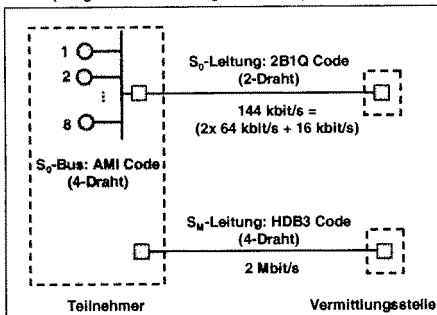 1
2
⋮
8
S₀-Leitung: 2B1Q Code
(2-Draht)
144 kbit/s =
(2x 64 kbit/s + 16 kbit/s)
S₀-Bus: AMI Code
(4-Draht)
S_M-Leitung: HDB3 Code
(4-Draht)
2 Mbit/s
Teilnehmer
Vermittlungsstelle